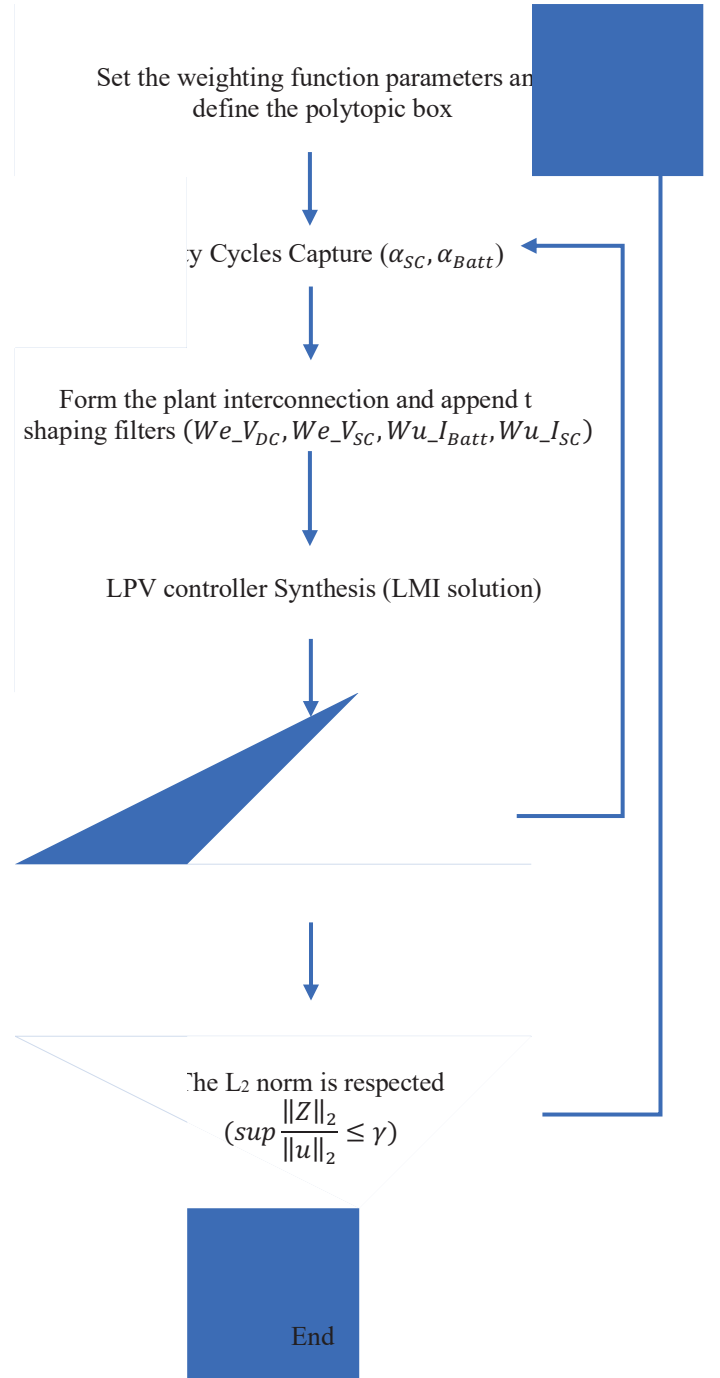 Set the weighting function parameters an
define the polytopic box
ty Cycles Capture (α_SC, α_Batt)
Form the plant interconnection and append t
shaping filters (We_V_DC, We_V_SC, Wu_I_Batt, Wu_I_SC)
LPV controller Synthesis (LMI solution)
The L₂ norm is respected
(sup ‖Z‖₂/‖u‖₂ ≤ γ)
End